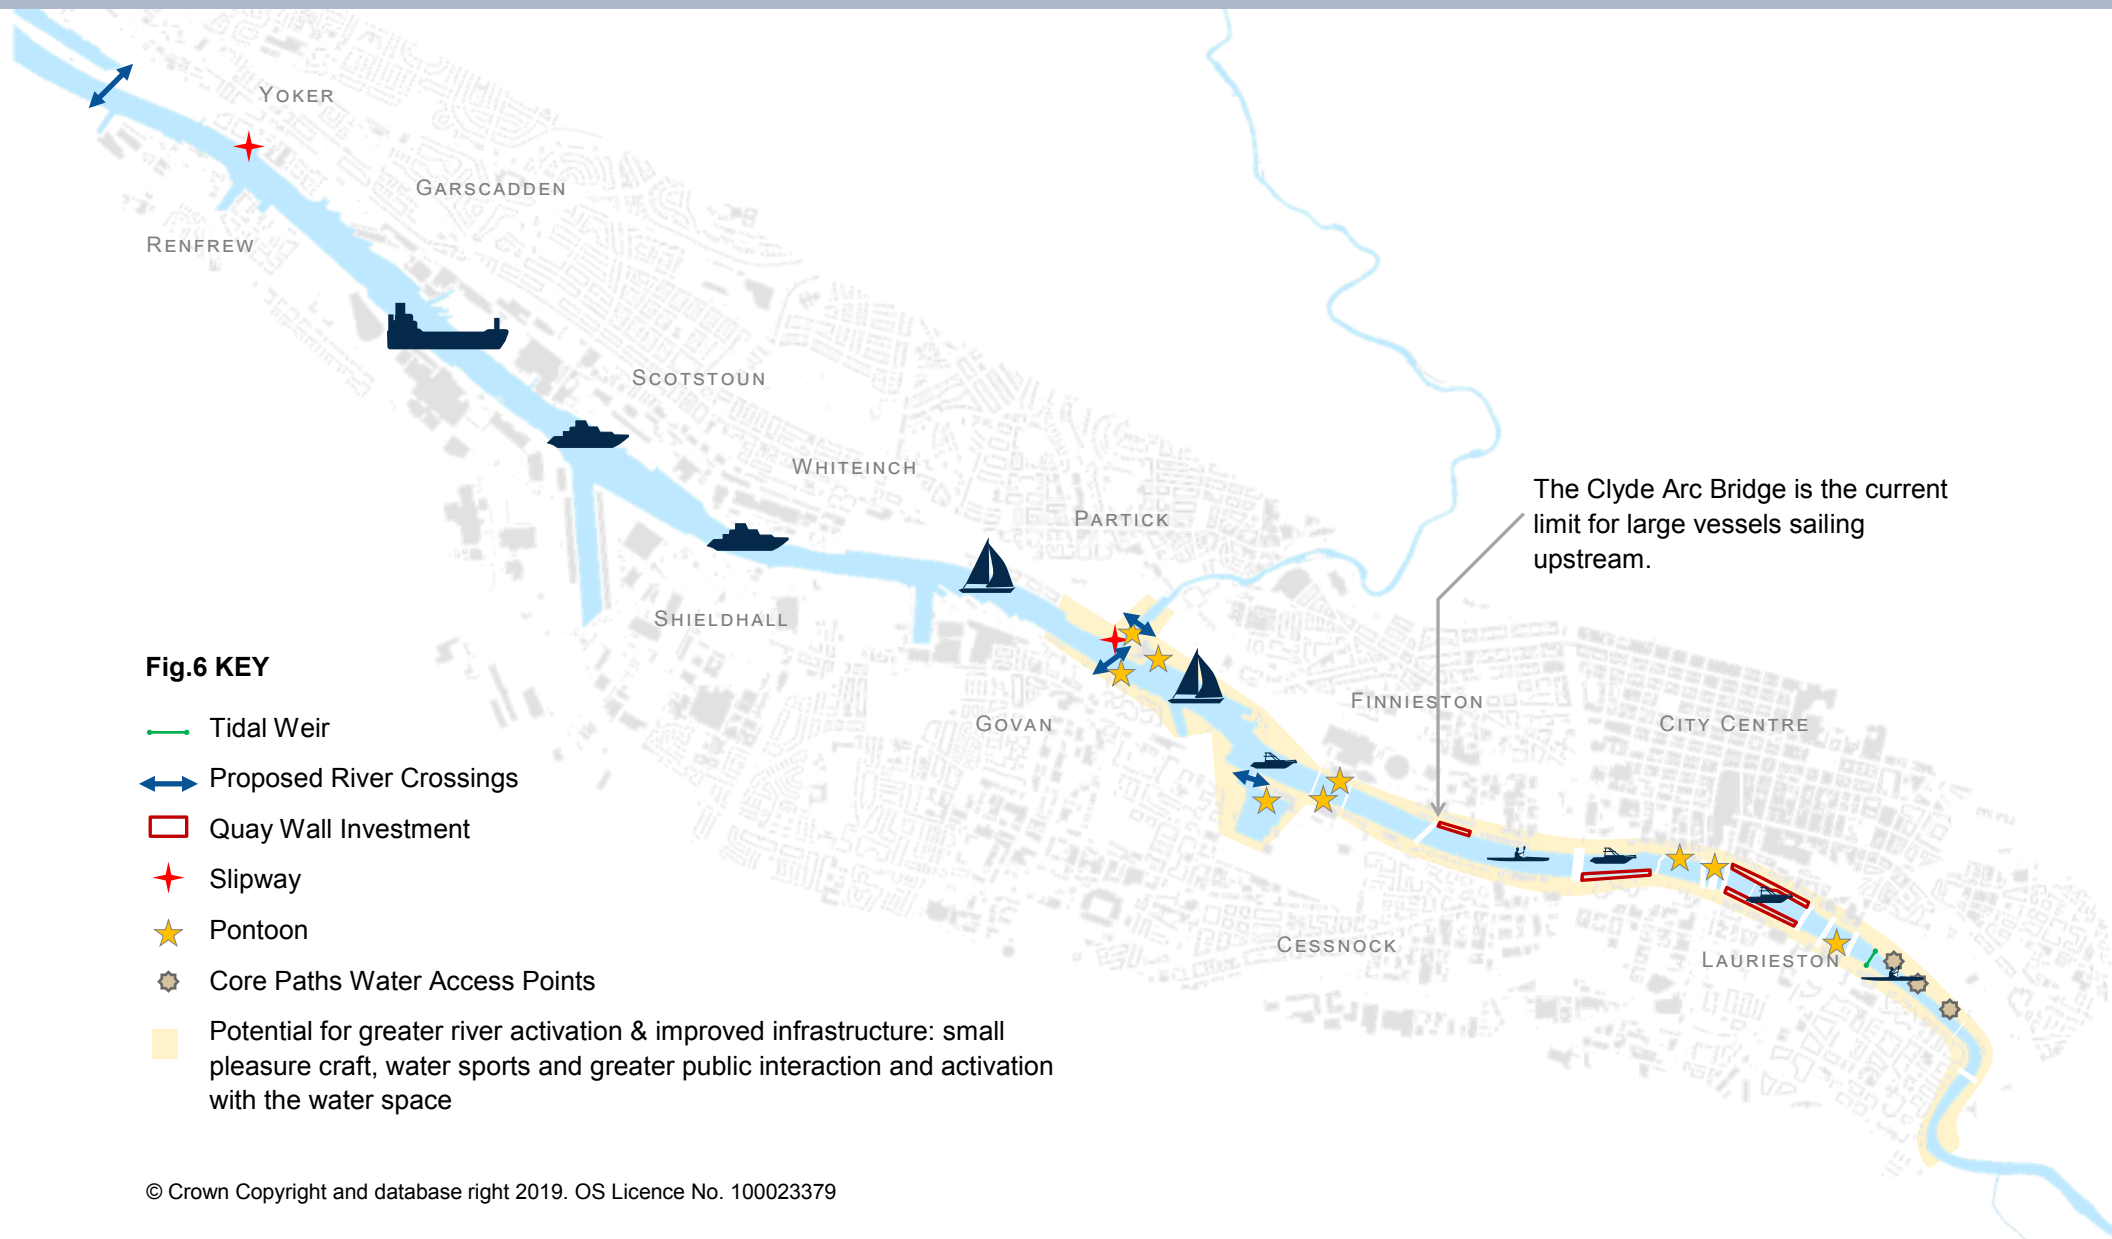 YOKER
GARSCADDEN
RENFREW
SCOTSTOUN
WHITEINCH
PARTICK
The Clyde Arc Bridge is the current
limit for large vessels sailing
upstream.
SHIELDHALL
GOVAN
FINNIESTON
CITY CENTRE
CESSNOCK
LAURIESTON
Fig.6 KEY
Tidal Weir
Proposed River Crossings
Quay Wall Investment
Slipway
Pontoon
Core Paths Water Access Points
Potential for greater river activation & improved infrastructure: small
pleasure craft, water sports and greater public interaction and activation
with the water space
© Crown Copyright and database right 2019. OS Licence No. 100023379